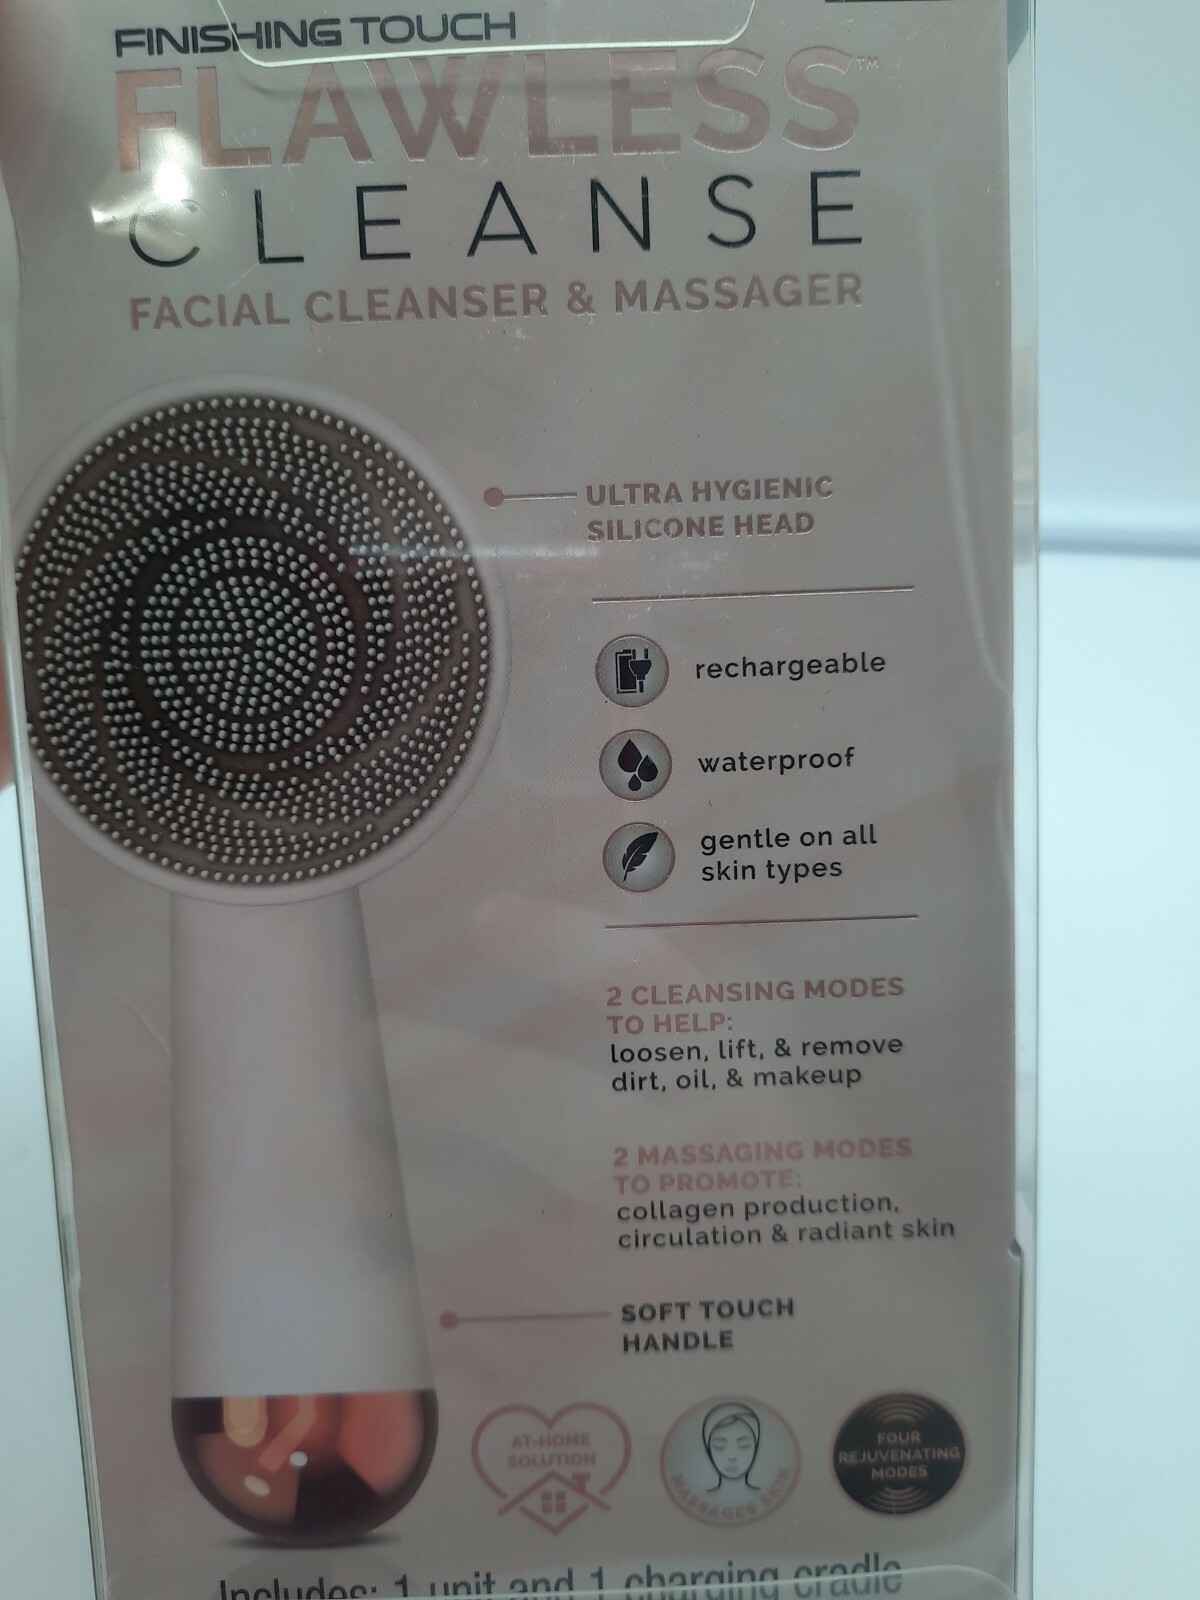 FINISHING TOUCH
FLAWLESS™
CLEANSE
FACIAL CLEANSER & MASSAGER
ULTRA HYGIENIC
SILICONE HEAD
rechargeable
waterproof
gentle on all
skin types
2 CLEANSING MODES
TO HELP:
loosen, lift, & remove
dirt, oil, & makeup
2 MASSAGING MODES
TO PROMOTE:
collagen production,
circulation & radiant skin
SOFT TOUCH
HANDLE
AT-HOME
SOLUTION
MASSAGES SKIN
FOUR
REJUVENATING
MODES
Includes: 1 unit and 1 charging cradle